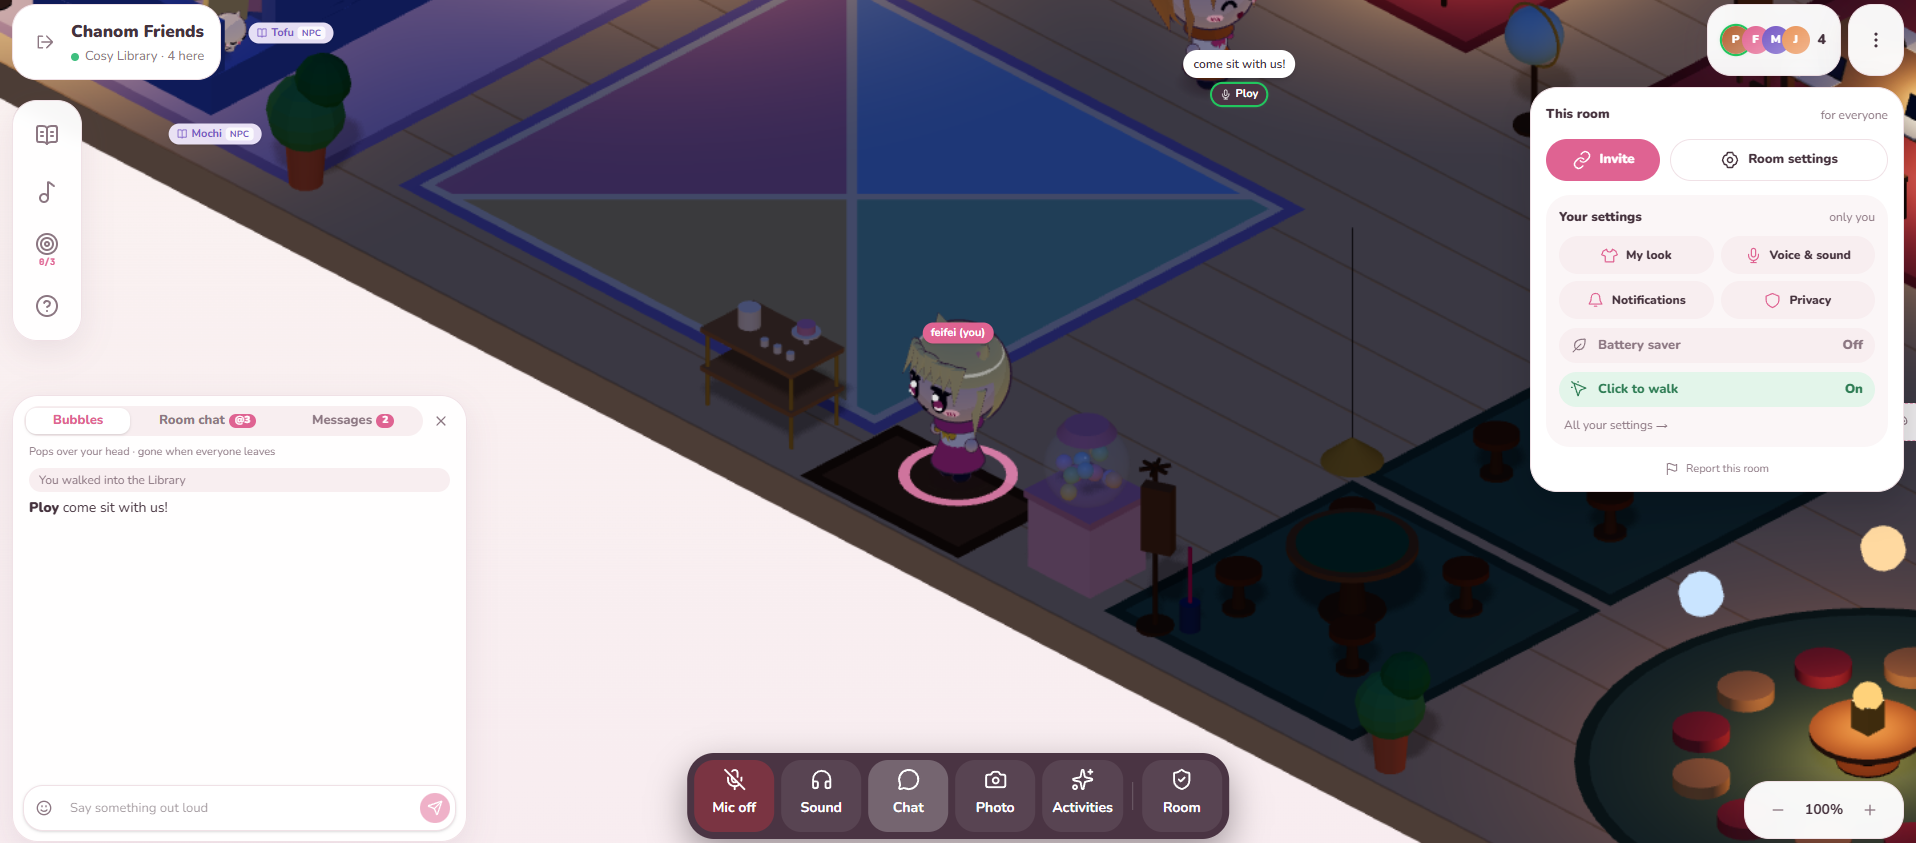 Chanom Friends
Cosy Library · 4 here
Tofu NPC
Mochi NPC
0/3
come sit with us!
Ploy
P F M J 4
This room
for everyone
Invite
Room settings
Your settings
only you
My look
Voice & sound
Notifications
Privacy
Battery saver
Off
Click to walk
On
All your settings →
Report this room
feifei (you)
Bubbles
Room chat @3
Messages 2
Pops over your head · gone when everyone leaves
You walked into the Library
Ploy come sit with us!
Say something out loud
Mic off
Sound
Chat
Photo
Activities
Room
100%